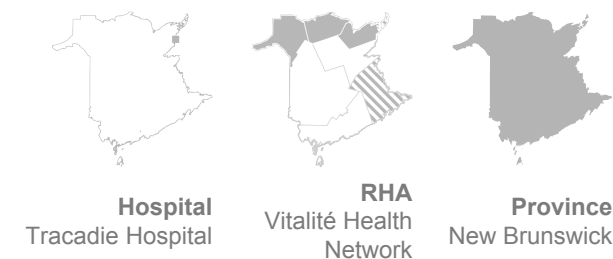 Hospital
Tracadie Hospital
RHA
Vitalité Health
Network
Province
New Brunswick